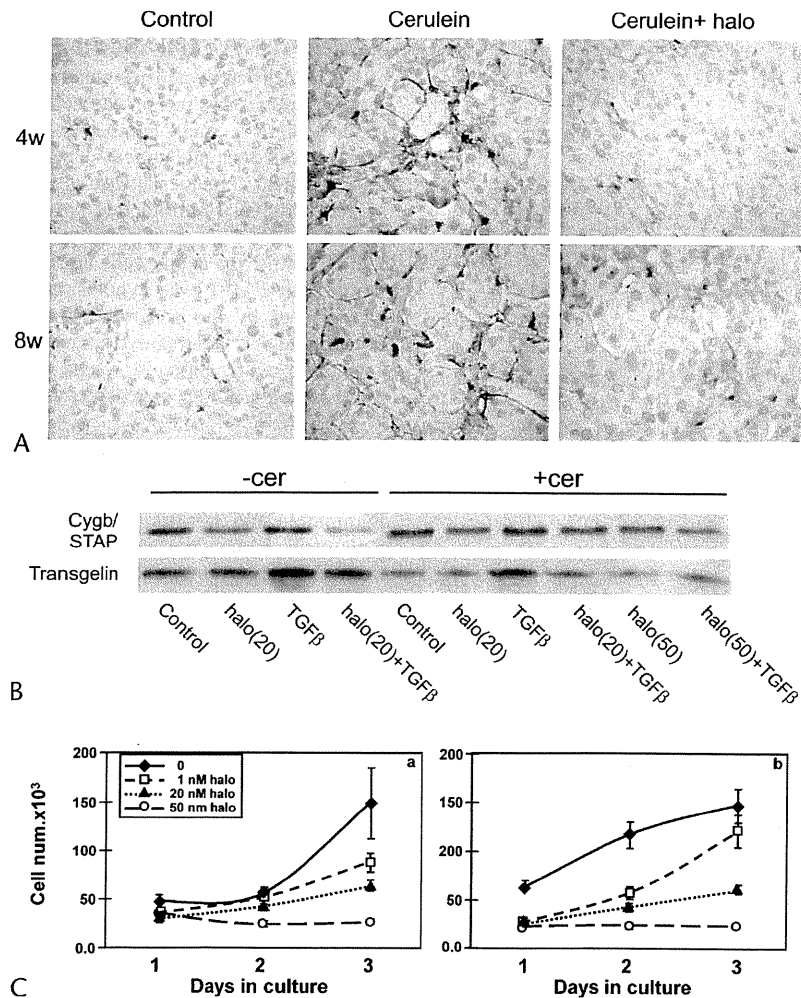 Control Cerulein Cerulein+ halo
4w
8w
A
-cer +cer
Cygb/
STAP
Transgelin
Control halo(20) TGFβ halo(20)+TGFβ Control halo(20) TGFβ halo(20)+TGFβ halo(50) halo(50)+TGFβ
B
200 a 200 b
0
1 nM halo
20 nM halo
50 nm halo
150 150
Cell num.x10³
100 200
50 50
0.0 0.0
1 2 3 1 2 3
Days in culture Days in culture
C